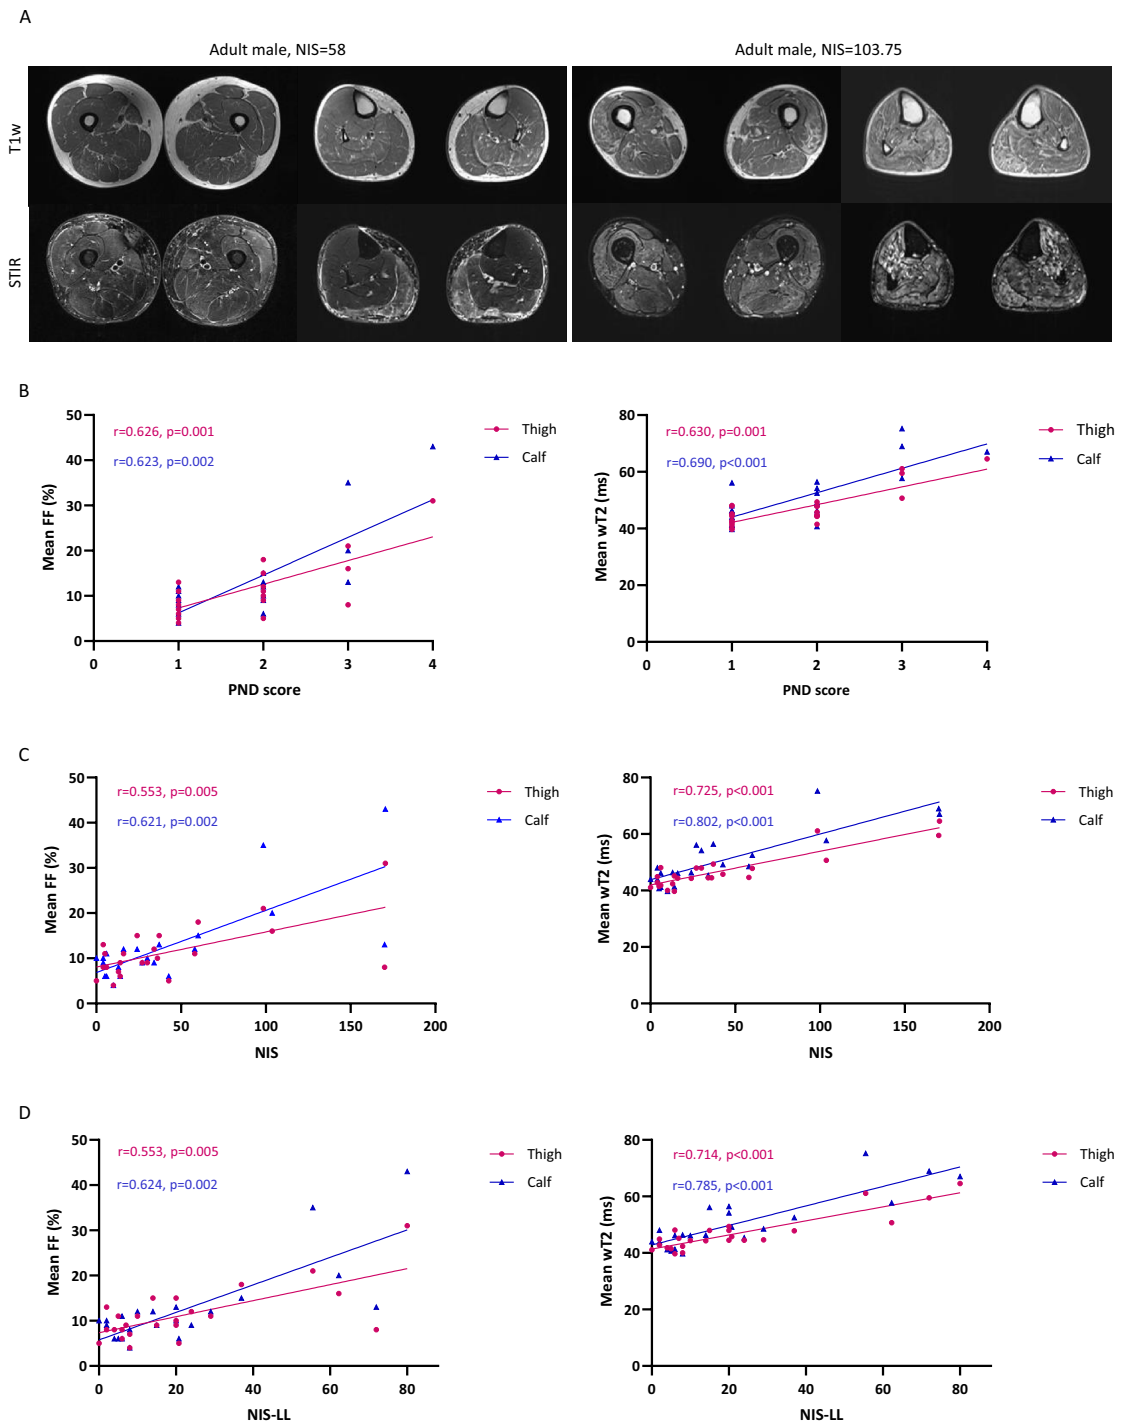 A
Adult male, NIS=58
Adult male, NIS=103.75
T1w
STIR
B
50
40
30
20
10
0
Mean FF (%)
r=0.626, p=0.001
r=0.623, p=0.002
Thigh
Calf
0 1 2 3 4
PND score
80
60
40
20
0
Mean wT2 (ms)
r=0.630, p=0.001
r=0.690, p<0.001
Thigh
Calf
0 1 2 3 4
PND score
C
50
40
30
20
10
0
Mean FF (%)
r=0.553, p=0.005
r=0.621, p=0.002
Thigh
Calf
0 50 100 150 200
NIS
80
60
40
20
0
Mean wT2 (ms)
r=0.725, p<0.001
r=0.802, p<0.001
Thigh
Calf
0 50 100 150 200
NIS
D
50
40
30
20
10
0
Mean FF (%)
r=0.553, p=0.005
r=0.624, p=0.002
Thigh
Calf
0 20 40 60 80
NIS-LL
80
60
40
20
0
Mean wT2 (ms)
r=0.714, p<0.001
r=0.785, p<0.001
Thigh
Calf
0 20 40 60 80
NIS-LL